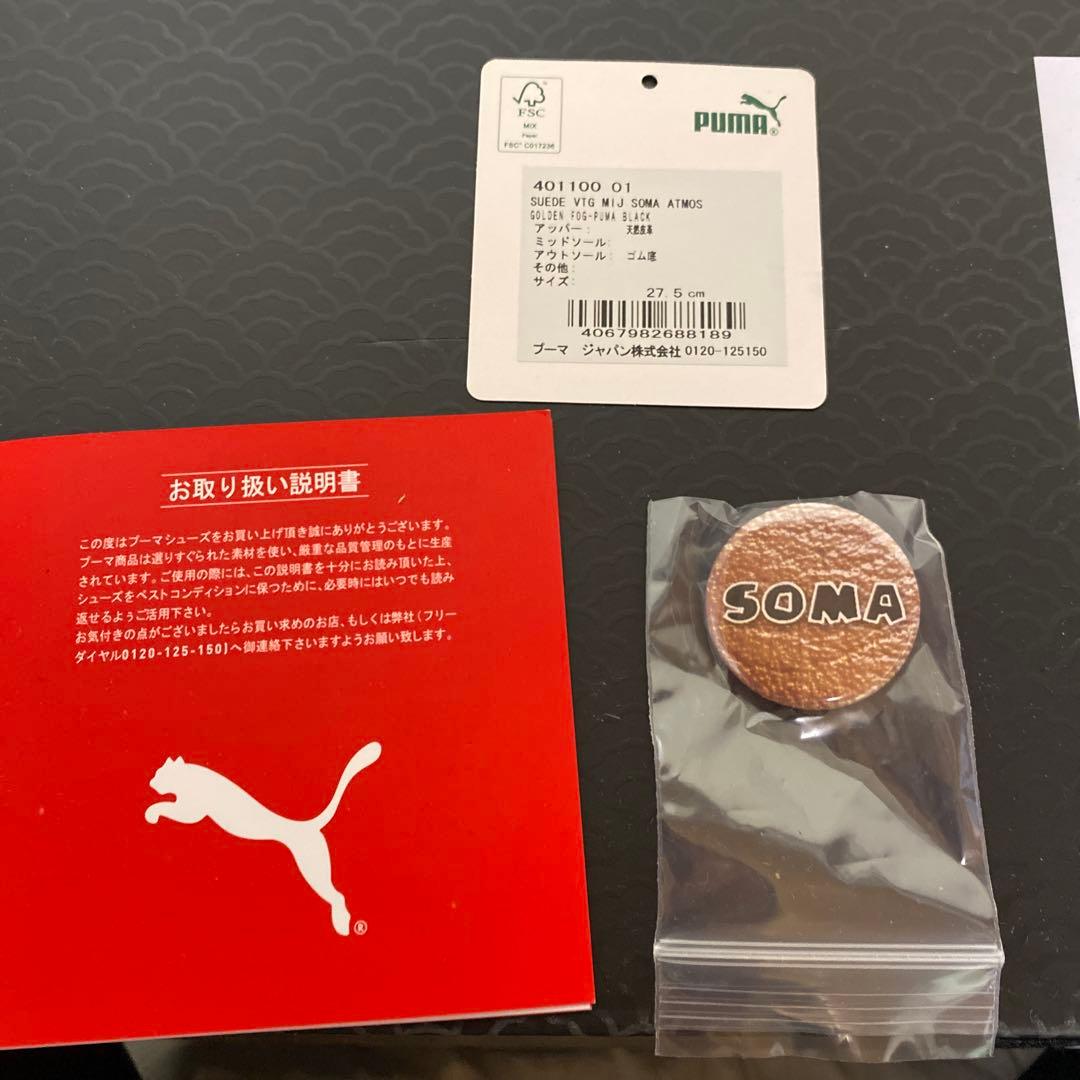 FSC
MIX
Paper
FSC® C017236
PUMA®
401100 01
SUEDE VTG MIJ SOMA ATMOS
GOLDEN FOG-PUMA BLACK
アッパー: 天然皮革
ミッドソール:
アウトソール: ゴム底
その他:
サイズ:
27.5 cm
4067982688189
プーマ ジャパン株式会社 0120-125150
お取り扱い説明書
この度はプーマシューズをお買い上げ頂き誠にありがとうございます。
プーマ商品は選りすぐられた素材を使い、厳重な品質管理のもとに生産
されています。ご使用の際には、この説明書を十分にお読み頂いた上、
シューズをベストコンディションに保つために、必要時にはいつでも読み
返せるようご活用下さい。
お気付きの点がございましたらお買い求めのお店、もしくは弊社(フリー
ダイヤル0120-125-150)へ御連絡下さいますようお願い致します。
®
SOMA